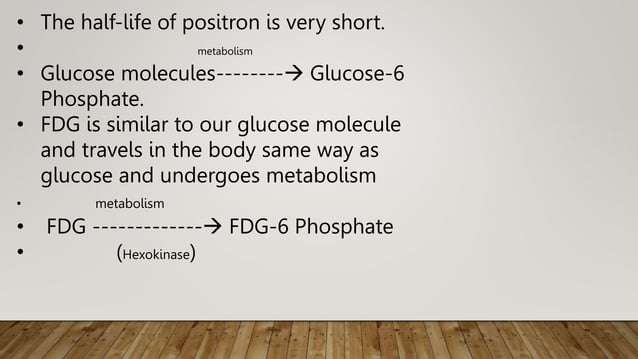 • The half-life of positron is very short.
• metabolism
• Glucose molecules--------→ Glucose-6
Phosphate.
• FDG is similar to our glucose molecule
and travels in the body same way as
glucose and undergoes metabolism
• metabolism
• FDG -------------→ FDG-6 Phosphate
• (Hexokinase)